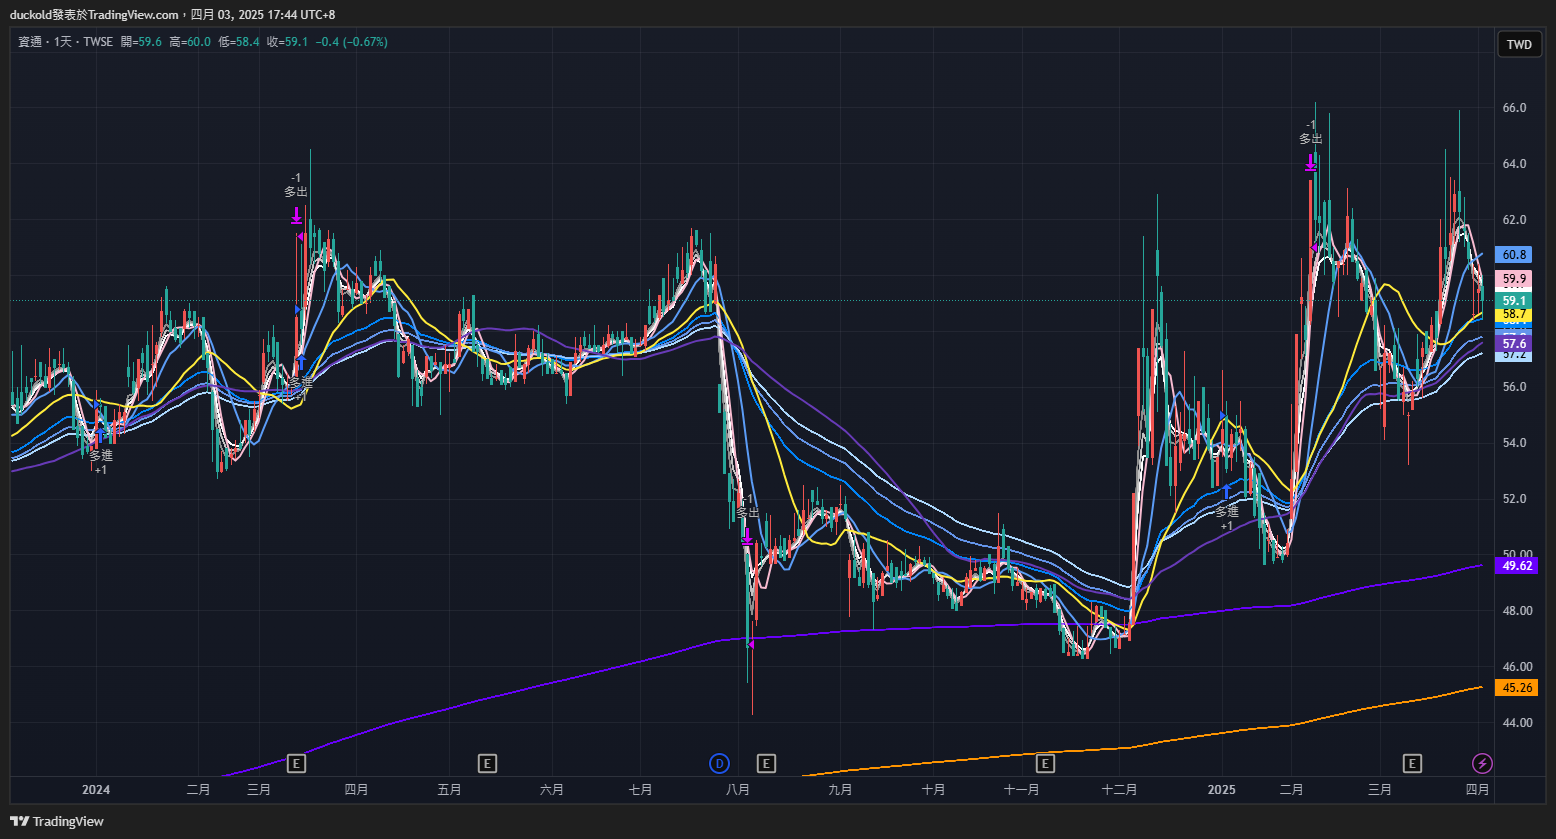 duckold發表於TradingView.com，四月 03, 2025 17:44 UTC+8
資通 · 1天 · TWSE 開=59.6 高=60.0 低=58.4 收=59.1 −0.4 (−0.67%)
TWD
66.0
-1
多出
64.0
-1
多出
62.0
60.8
59.9
59.1
58.7
57.6
57.2
56.0
多進
+1
54.0
多進
+1
52.0
-1
多出
多進
+1
50.00
49.62
48.00
46.00
45.26
44.00
E
E
D
E
E
E
2024
二月
三月
四月
五月
六月
七月
八月
九月
十月
十一月
十二月
2025
二月
三月
四月
TradingView